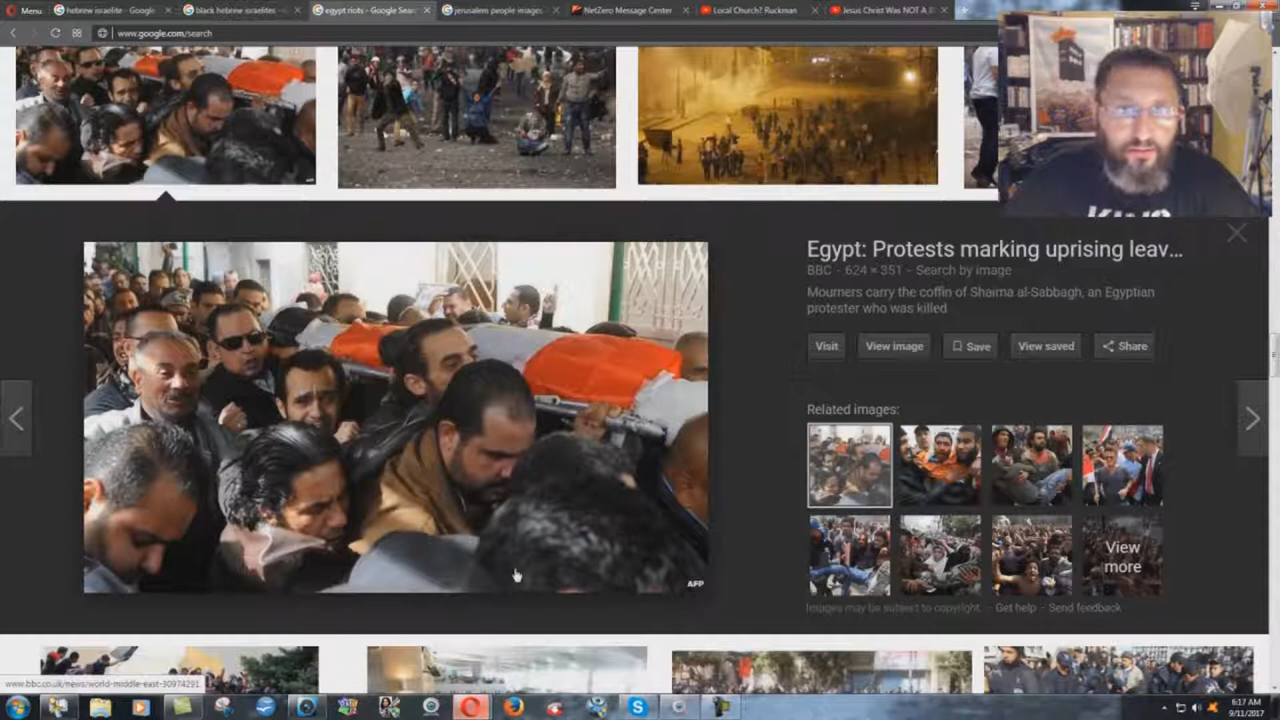 Menu
hebrew israelite - Google
black hebrew israelites -
egypt riots - Google Sear
jerusalem people images
NetZero Message Center
Local Church? Ruckman
Jesus Christ Was NOT A
www.google.com/search
KING
Egypt: Protests marking uprising leav...
BBC - 624 × 351 - Search by image
Mourners carry the coffin of Shaima al-Sabbagh, an Egyptian
protester who was killed
Visit
View image
Save
View saved
Share
Related images:
View
more
AFP
Images may be subject to copyright.
- Get help - Send feedback
www.bbc.co.uk/news/world-middle-east-30974291
6:17 AM
9/11/2017